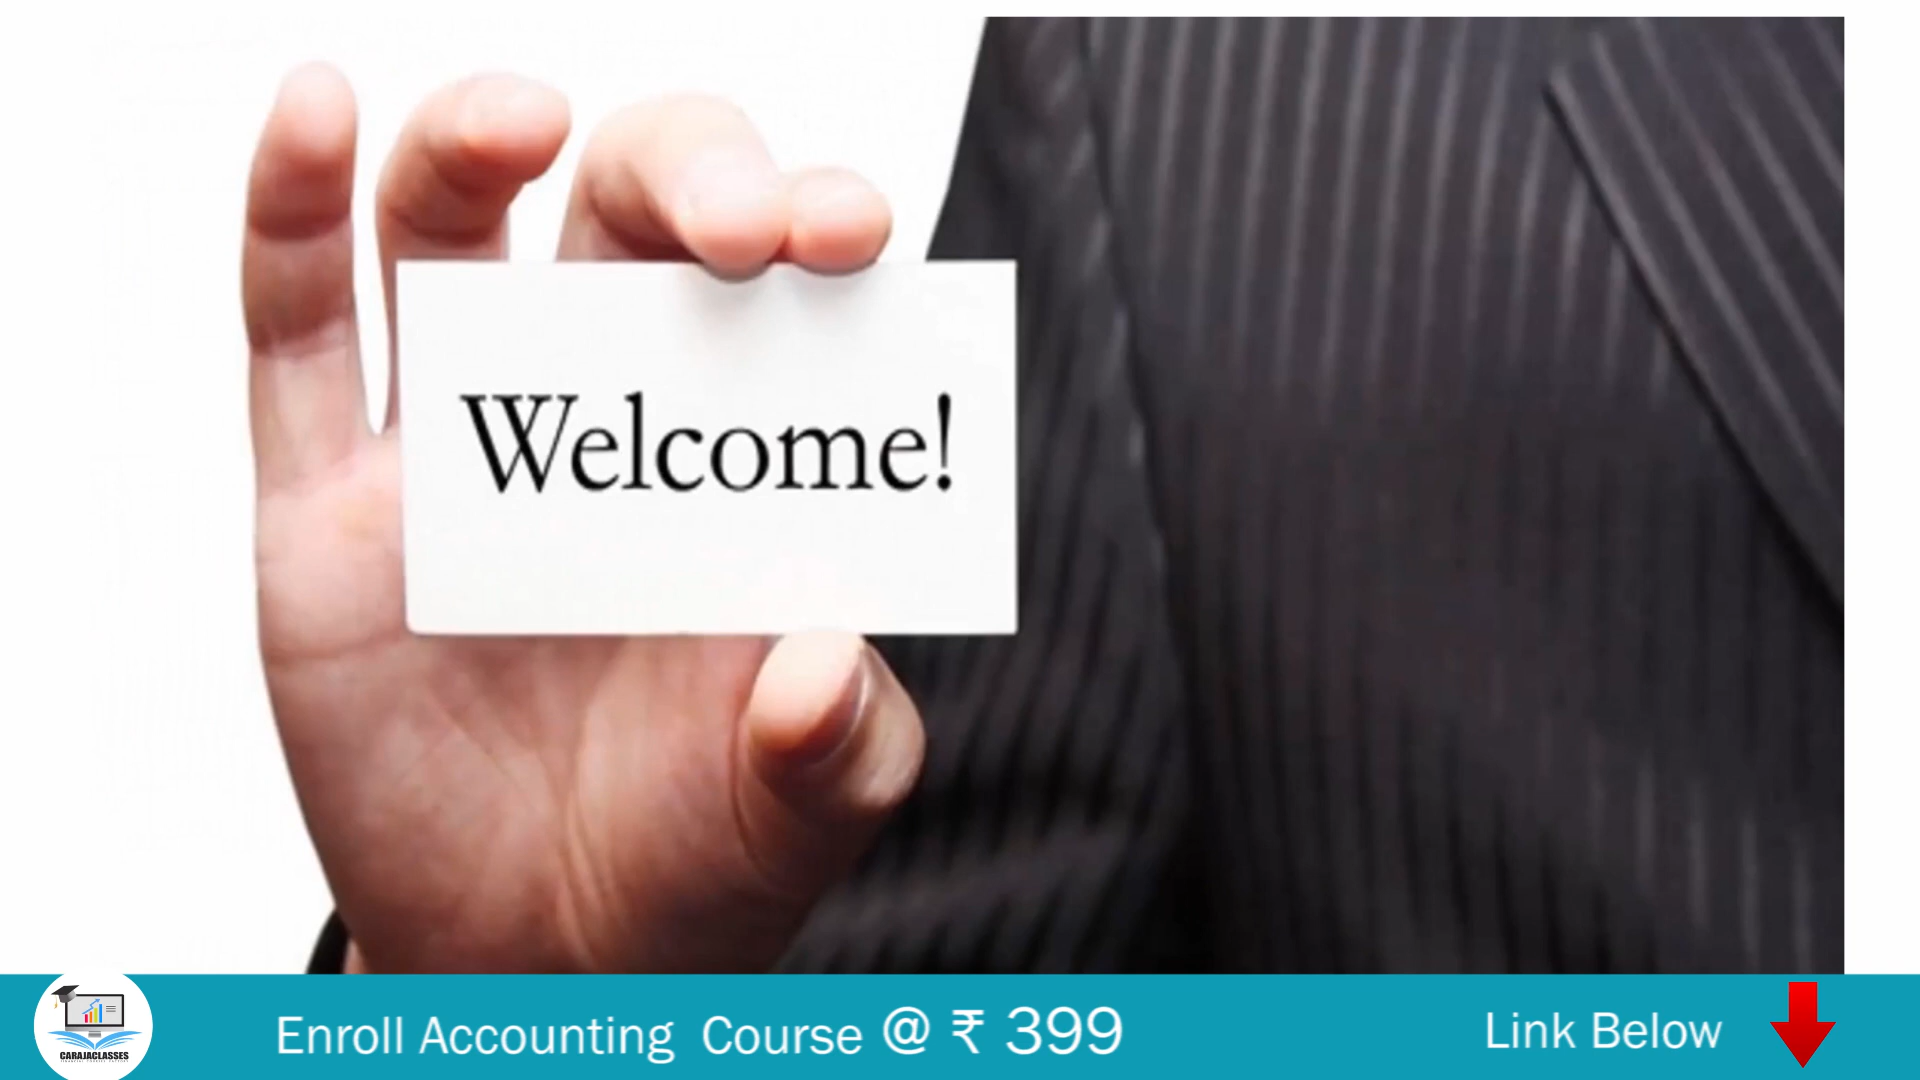 Welcome!
Enroll Accounting Course @ ₹ 399
Link Below
CARAJACLASSES